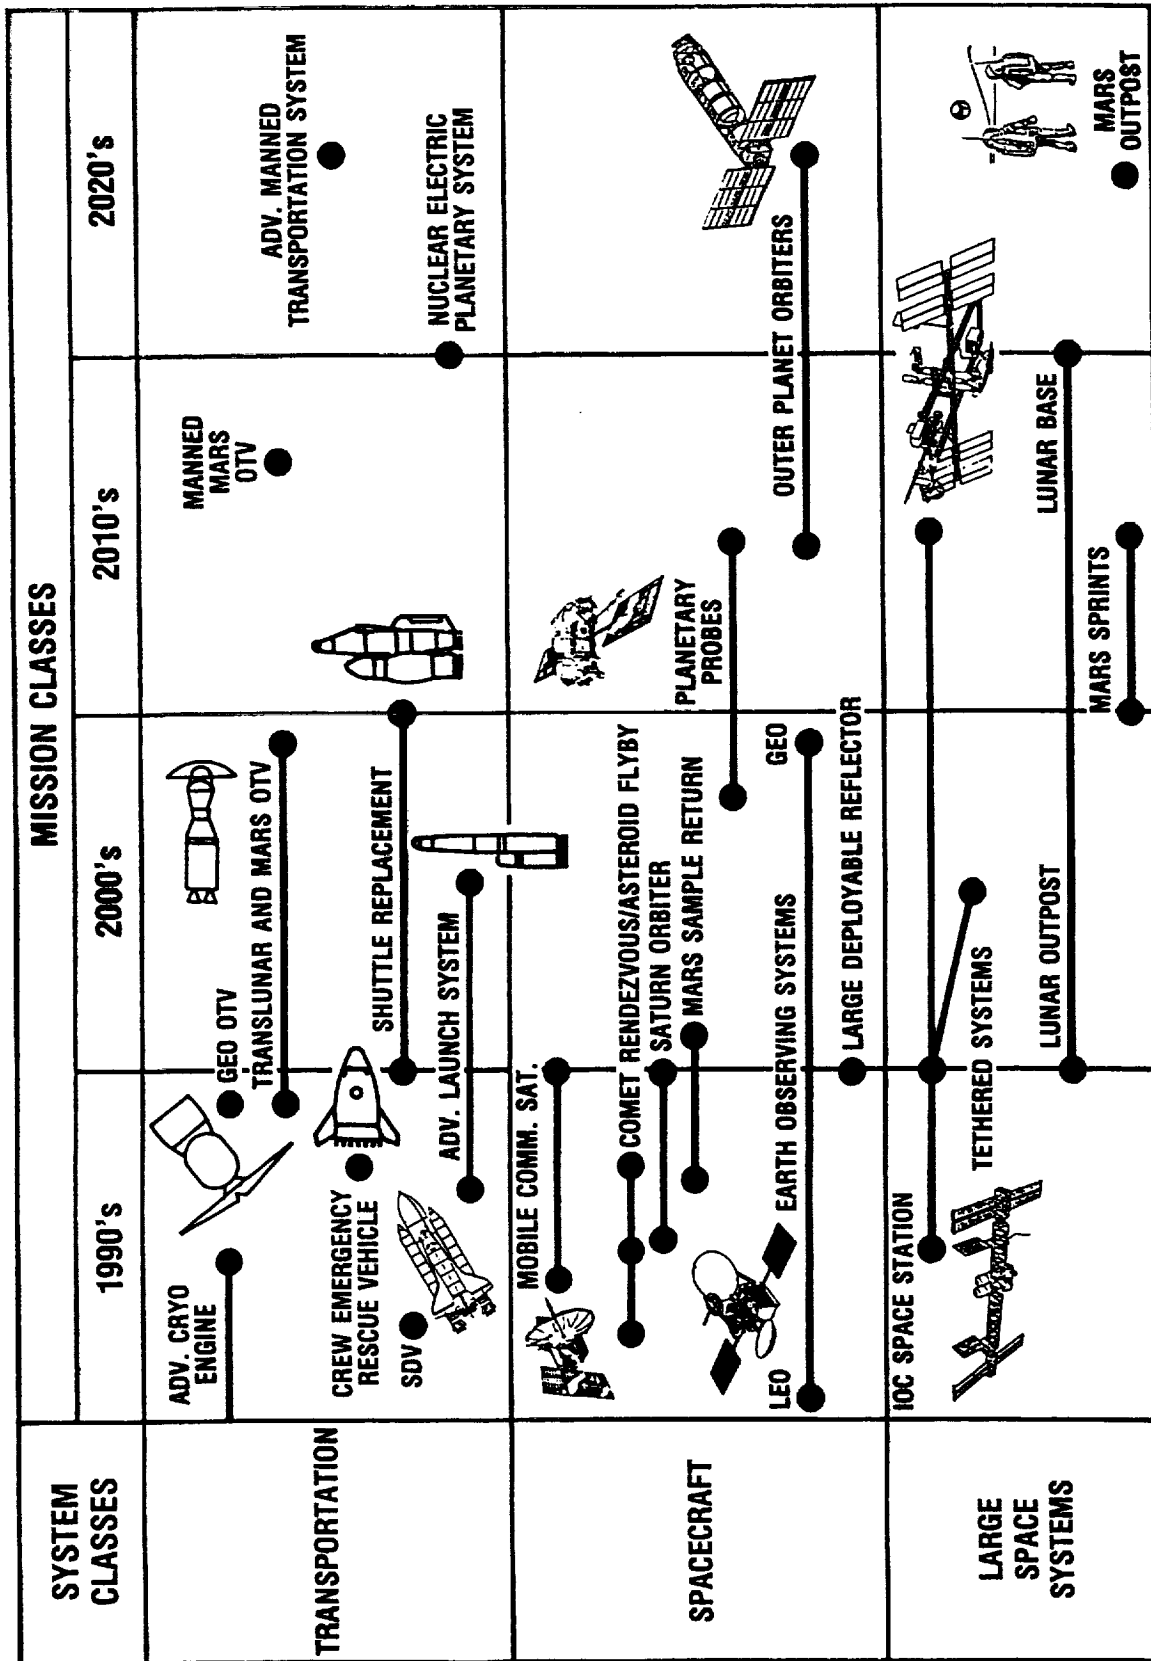 MISSION CLASSES
SYSTEM
CLASSES
1990's
2000's
2010's
2020's
TRANSPORTATION
ADV. CRYO
ENGINE
GEO OTV
TRANSLUNAR AND MARS OTV
MANNED
MARS
OTV
ADV. MANNED
TRANSPORTATION SYSTEM
CREW EMERGENCY
RESCUE VEHICLE
SHUTTLE REPLACEMENT
SDV
ADV. LAUNCH SYSTEM
NUCLEAR ELECTRIC
PLANETARY SYSTEM
SPACECRAFT
MOBILE COMM. SAT.
COMET RENDEZVOUS/ASTEROID FLYBY
SATURN ORBITER
MARS SAMPLE RETURN
PLANETARY
PROBES
LEO
EARTH OBSERVING SYSTEMS
GEO
OUTER PLANET ORBITERS
LARGE DEPLOYABLE REFLECTOR
LARGE
SPACE
SYSTEMS
IOC SPACE STATION
TETHERED SYSTEMS
LUNAR OUTPOST
LUNAR BASE
MARS SPRINTS
MARS
OUTPOST